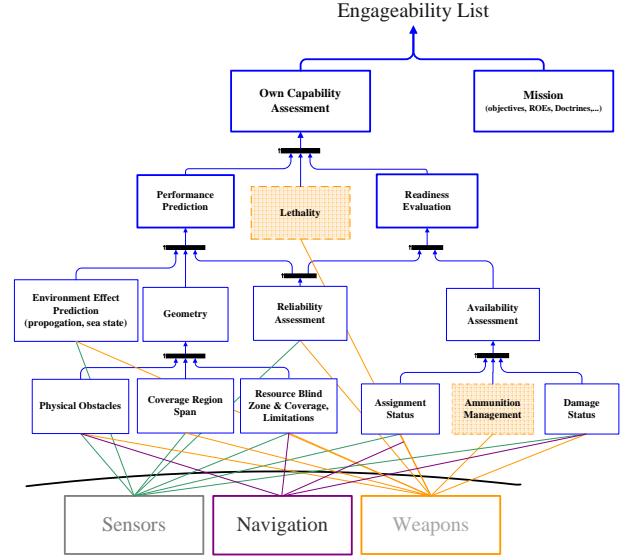 Engageability List
Own Capability
Assessment
Mission
(objectives, ROEs, Doctrines,...)
Performance
Prediction
Lethality
Readiness
Evaluation
Environment Effect
Prediction
(propogation, sea state)
Geometry
Reliability
Assessment
Availability
Assessment
Physical Obstacles
Coverage Region
Span
Resource Blind
Zone & Coverage,
Limitations
Assignment
Status
Ammunition
Management
Damage
Status
Sensors
Navigation
Weapons